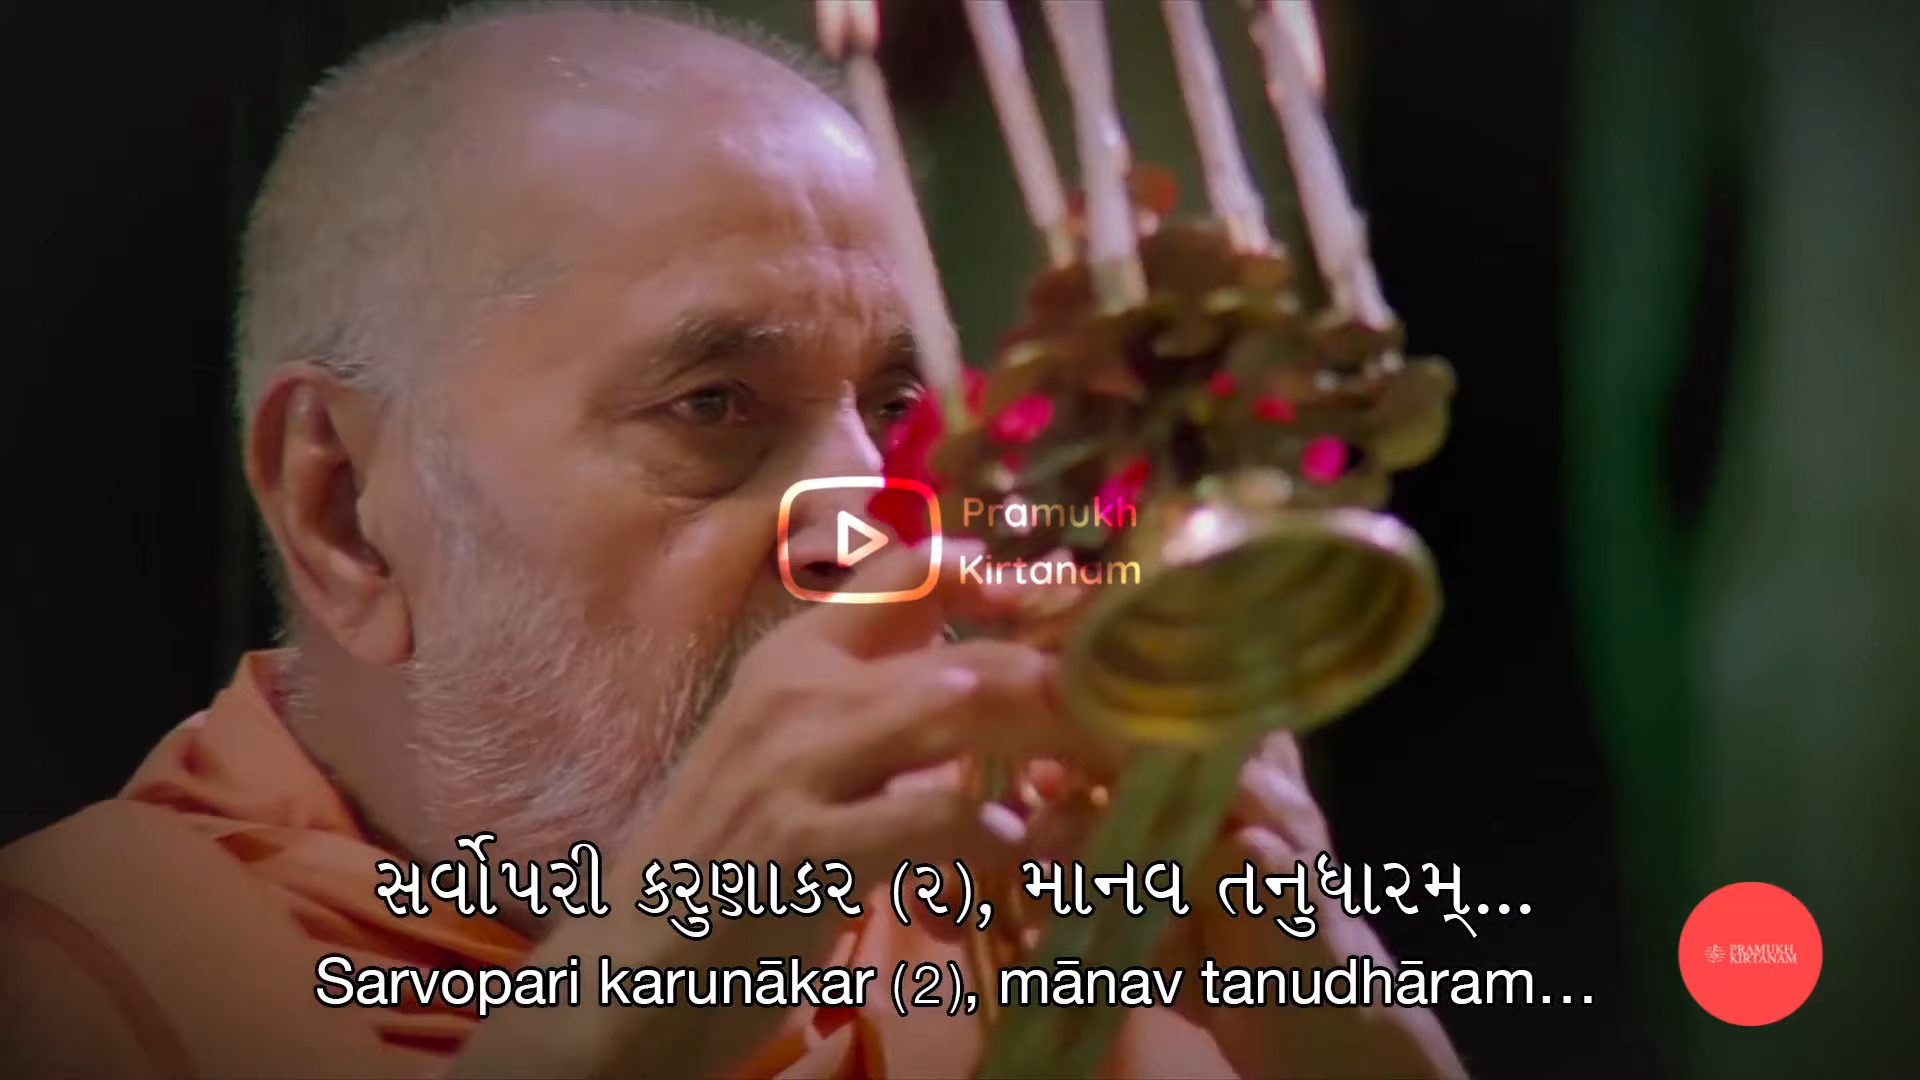 Pramukh
Kirtanam
સર્વોપરી કરુણાકર (૨), માનવ તનુધારમ્...
Sarvopari karunākar (2), mānav tanudhāram...
PRAMUKH
KIRTANAM